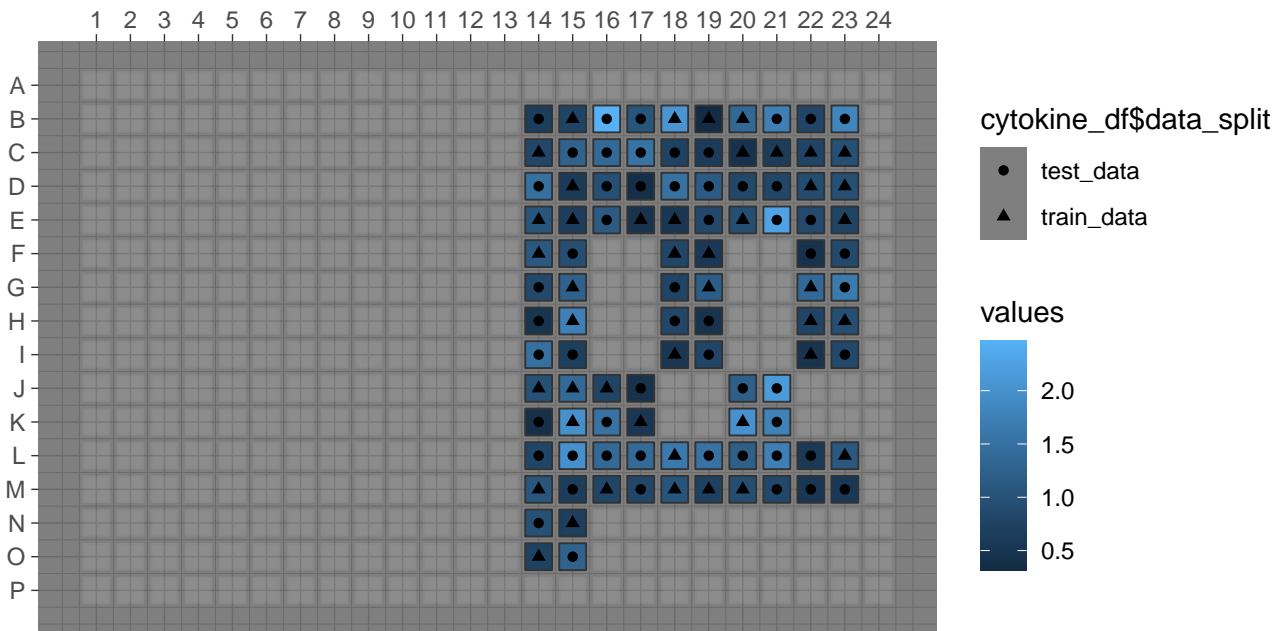 1 2 3 4 5 6 7 8 9 10 11 12 13 14 15 16 17 18 19 20 21 22 23 24
A
B
C
D
E
F
G
H
I
J
K
L
M
N
O
P
cytokine_df$data_split
test_data
train_data
values
2.0
1.5
1.0
0.5